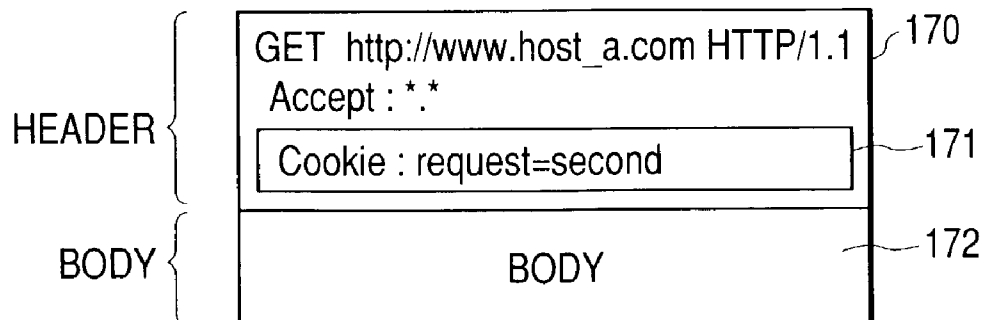 GET http://www.host_a.com HTTP/1.1
170
Accept : *.*
HEADER
Cookie : request=second
171
BODY
BODY
172